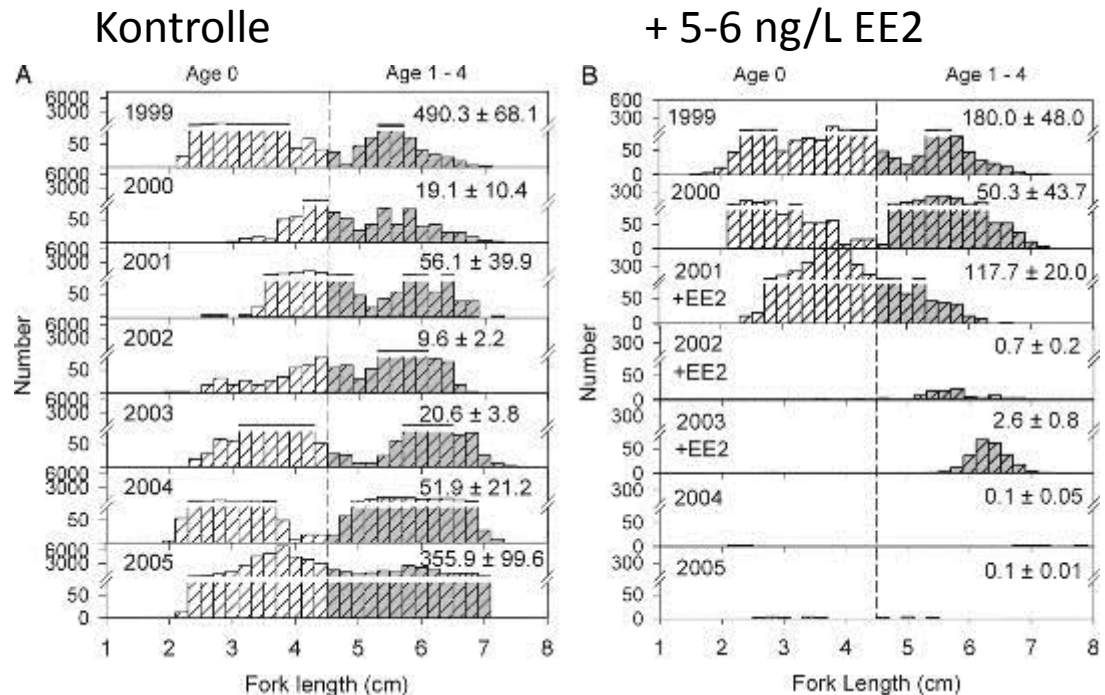 Kontrolle
+ 5-6 ng/L EE2
A
Age 0
Age 1 - 4
6000
3000
50
1999
490.3 ± 68.1
6000
3000
50
2000
19.1 ± 10.4
6000
3000
50
2001
56.1 ± 39.9
6000
3000
50
2002
9.6 ± 2.2
6000
3000
50
2003
20.6 ± 3.8
6000
3000
50
2004
51.9 ± 21.2
6000
3000
50
0
2005
355.9 ± 99.6
Number
1 2 3 4 5 6 7 8
Fork length (cm)
B
Age 0
Age 1 - 4
600
300
50
0
1999
180.0 ± 48.0
300
50
0
2000
50.3 ± 43.7
300
50
0
2001
+EE2
117.7 ± 20.0
300
50
0
2002
+EE2
0.7 ± 0.2
300
50
0
2003
+EE2
2.6 ± 0.8
300
50
0
2004
0.1 ± 0.05
300
50
0
2005
0.1 ± 0.01
Number
1 2 3 4 5 6 7 8
Fork Length (cm)